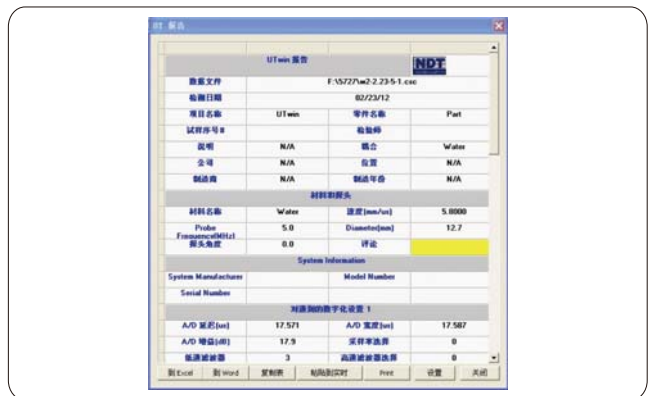 UT 报告
UTwin 报告 NDT
数据文件 F:\5727\w2-2.23-5-1.csc
检测日期 02/23/12
项目名称 UTwin 零件名称 Part
试样序号# 检验师
说明 N/A 耦合 Water
公司 N/A 位置 N/A
制造商 N/A 制造年份 N/A
材料和探头
材料名称 Water 速度(mm/us) 5.0000
Probe Frequence(MHz) 5.0 Diameter(mm) 12.7
探头角度 0.0 评论
System Information
System Manufacturer Model Number
Serial Number
对通测的数字化设置 1
A/D 延迟(us) 17.571 A/D 宽度(us) 17.587
A/D 增益(dB) 17.9 采样率选择 0
低通滤波器 3 高通滤波器选择 0
到 Excel 到 Word 复制表 粘贴到实时 Print 设置 关闭